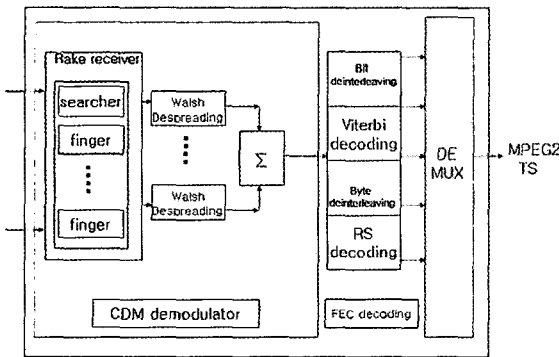 Rake receiver
searcher
finger
finger
Walsh
Despreading
Walsh
Despreading
Σ
CDM demodulator
Bit
deinterleaving
Viterbi
decoding
Byte
deinterleaving
RS
decoding
FEC decoding
DE
MUX
MPEG2
TS